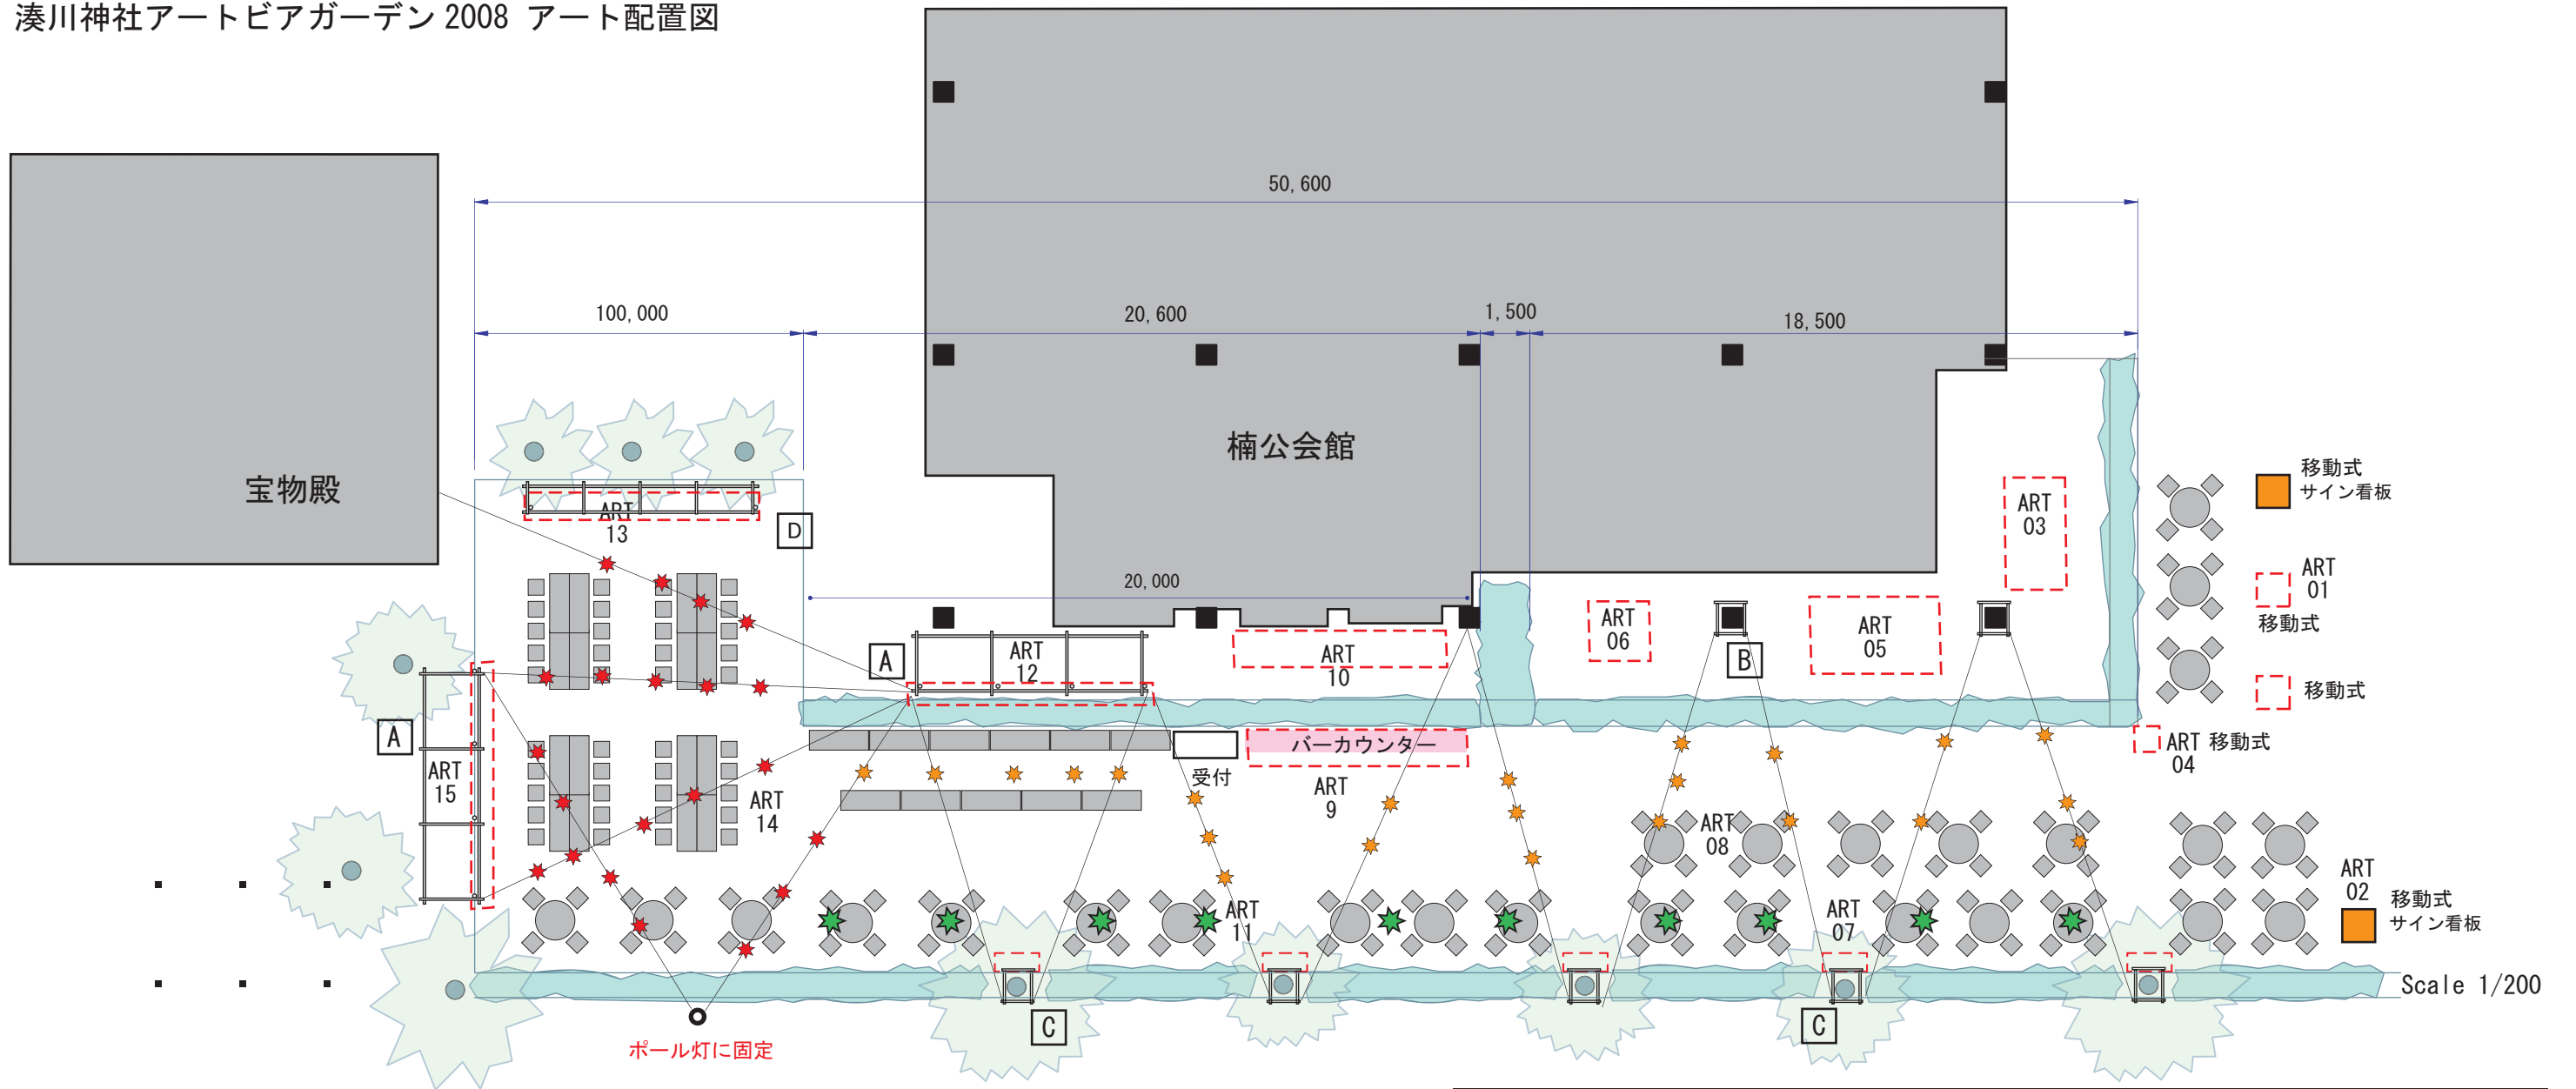 湊川神社アートビアガーデン 2008 アート配置図
50,600
100,000
20,600
1,500
18,500
楠公会館
宝物殿
移動式
サイン看板
ART
13
D
ART
03
20,000
ART
01
移動式
ART
06
ART
05
A
ART
12
ART
10
B
移動式
A
ART
15
バーカウンター
受付
ART 移動式
04
ART
9
ART
14
ART
08
ART
02
移動式
サイン看板
ART
11
ART
07
Scale 1/200
C
C
ポール灯に固定